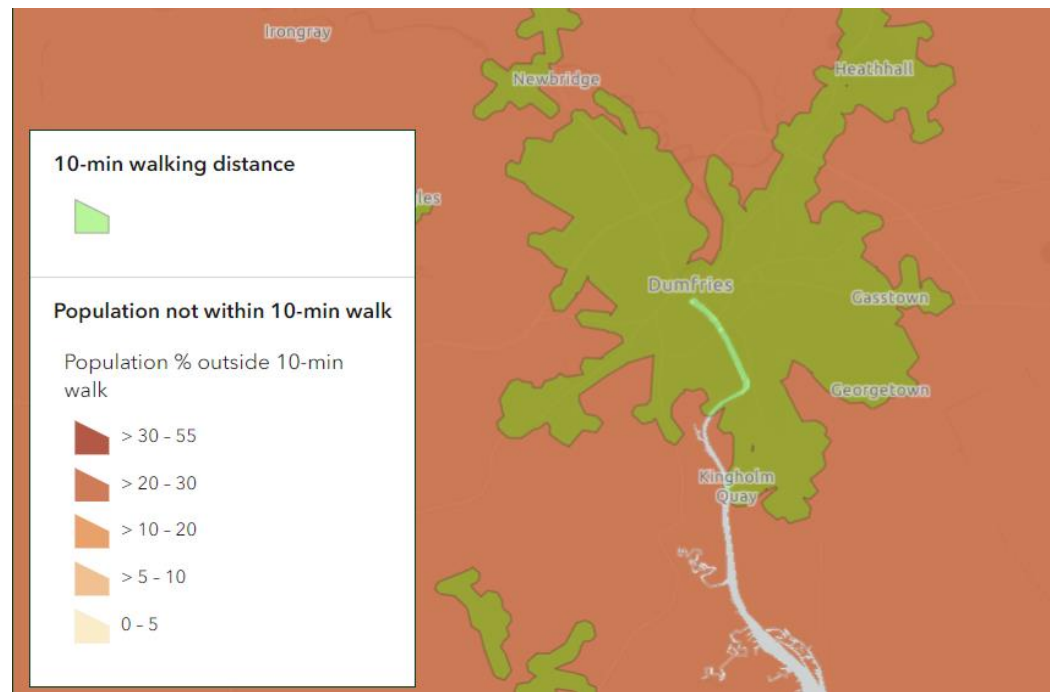 Irongray
Newbridge
Heathhall
10-min walking distance
les
Dumfries
Gasstown
Population not within 10-min walk
Population % outside 10-min
walk
Georgetown
> 30 - 55
> 20 - 30
Kingholm
Quay
> 10 - 20
> 5 - 10
0 - 5